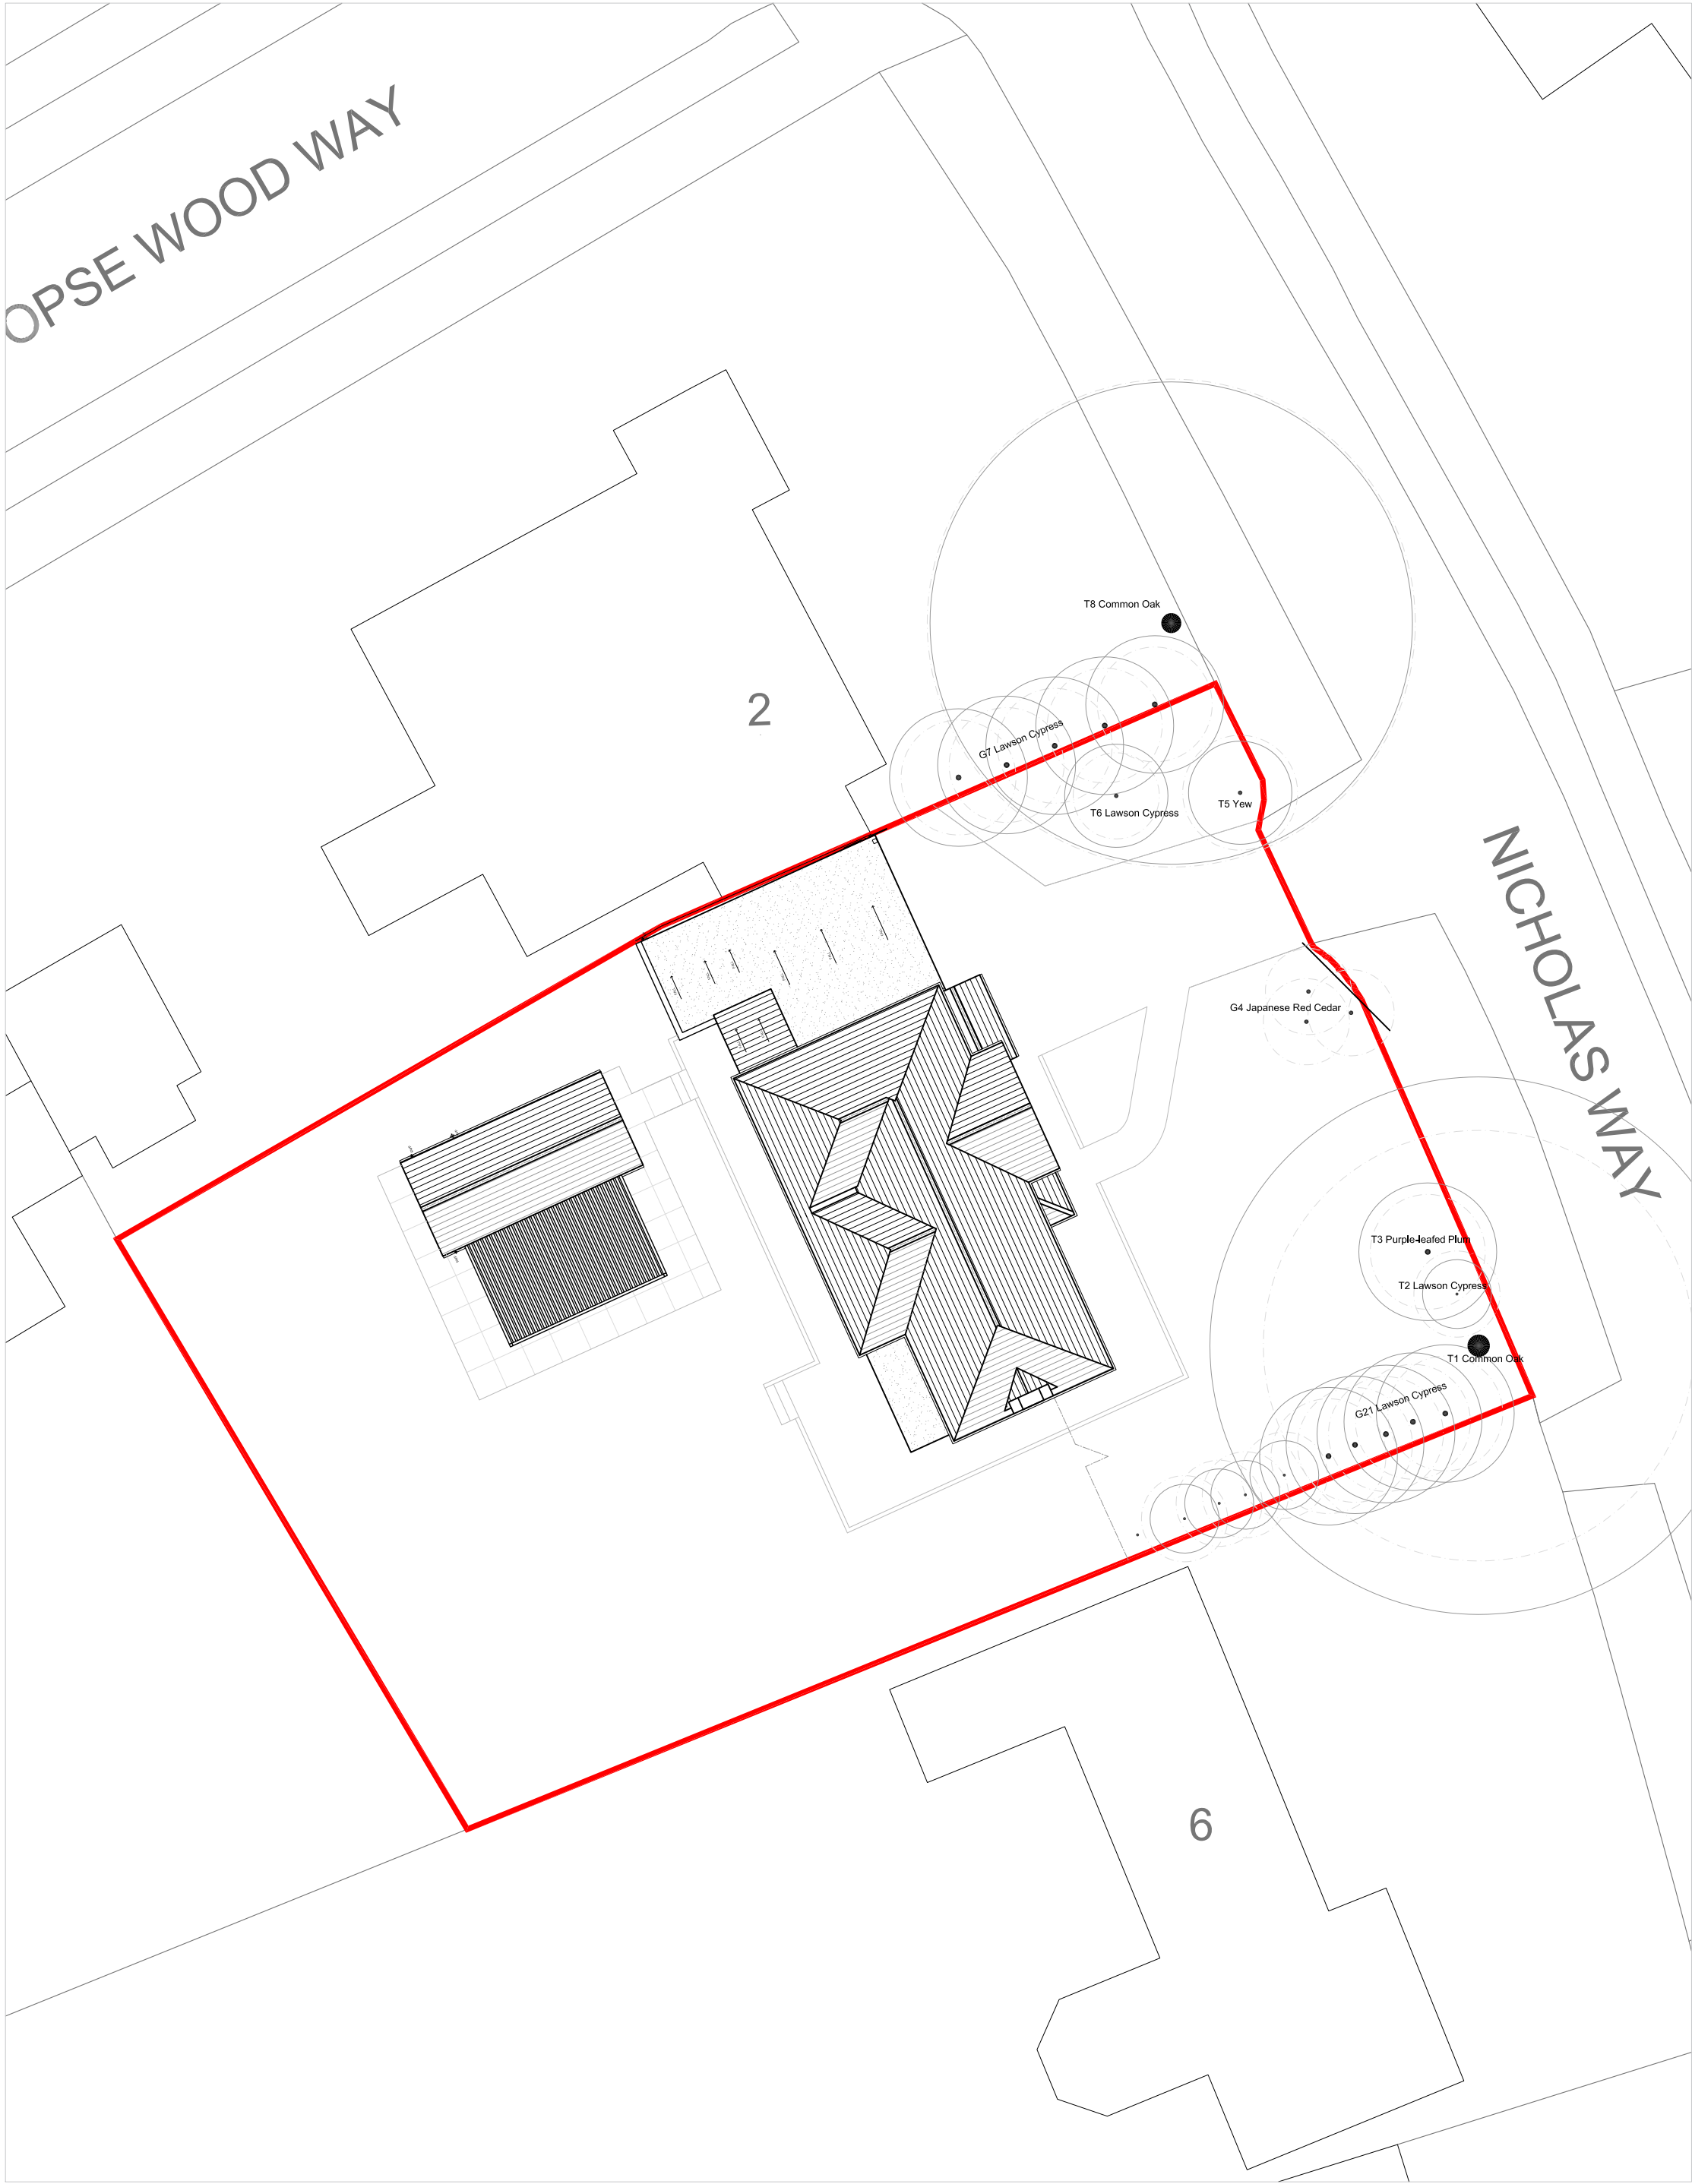 OPSE WOOD WAY
T8 Common Oak
2
G7 Lawson Cypress
T6 Lawson Cypress
T5 Yew
NICHOLAS WAY
G4 Japanese Red Cedar
T3 Purple-leafed Plum
T2 Lawson Cypress
T1 Common Oak
G21 Lawson Cypress
6